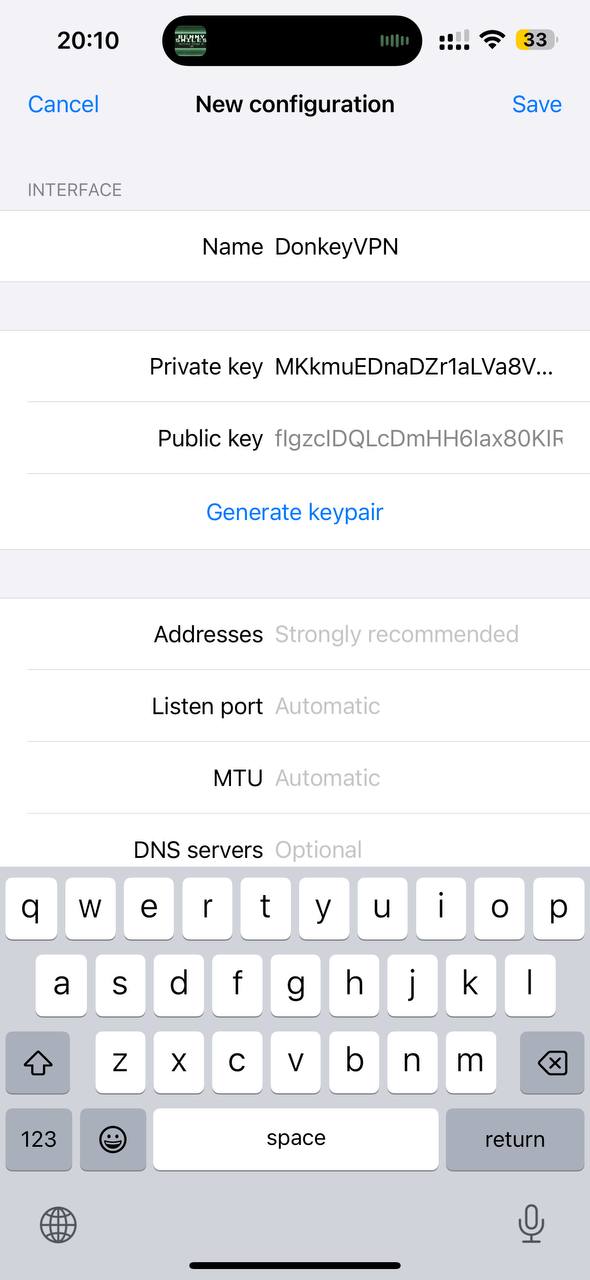 20:10
33
Cancel New configuration Save
INTERFACE
Name DonkeyVPN
Private key MKkmuEDnaDZr1aLVa8V...
Public key
Generate keypair
Addresses Strongly recommended
Listen port Automatic
MTU Automatic
DNS servers Optional
q w e r t y u i o p
a s d f g h j k l
z x c v b n m
123 space return